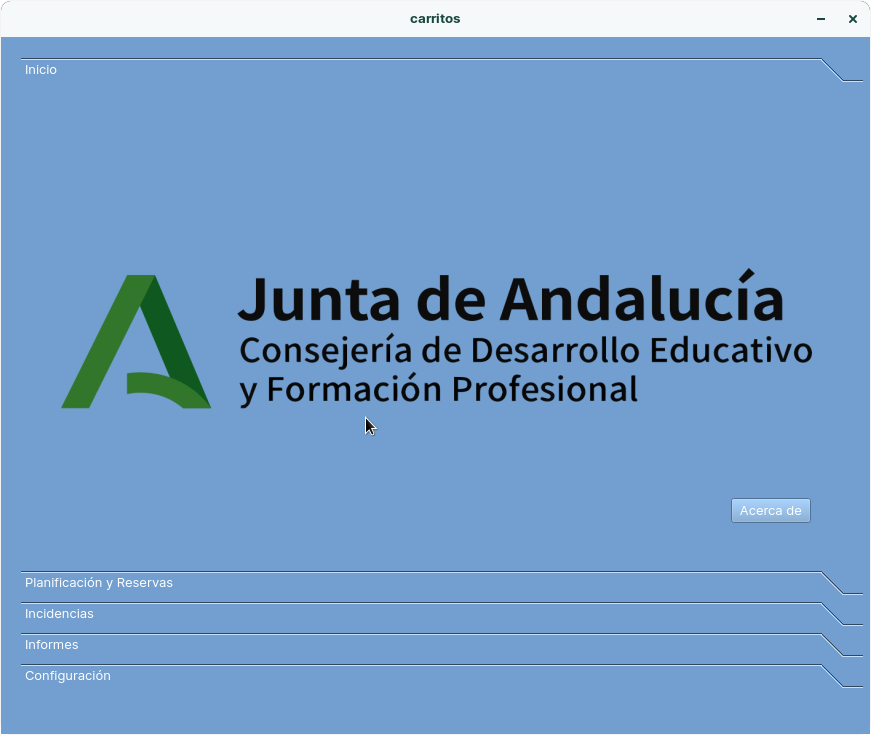 carritos
Inicio
Junta de Andalucía
Consejería de Desarrollo Educativo
y Formación Profesional
Acerca de
Planificación y Reservas
Incidencias
Informes
Configuración